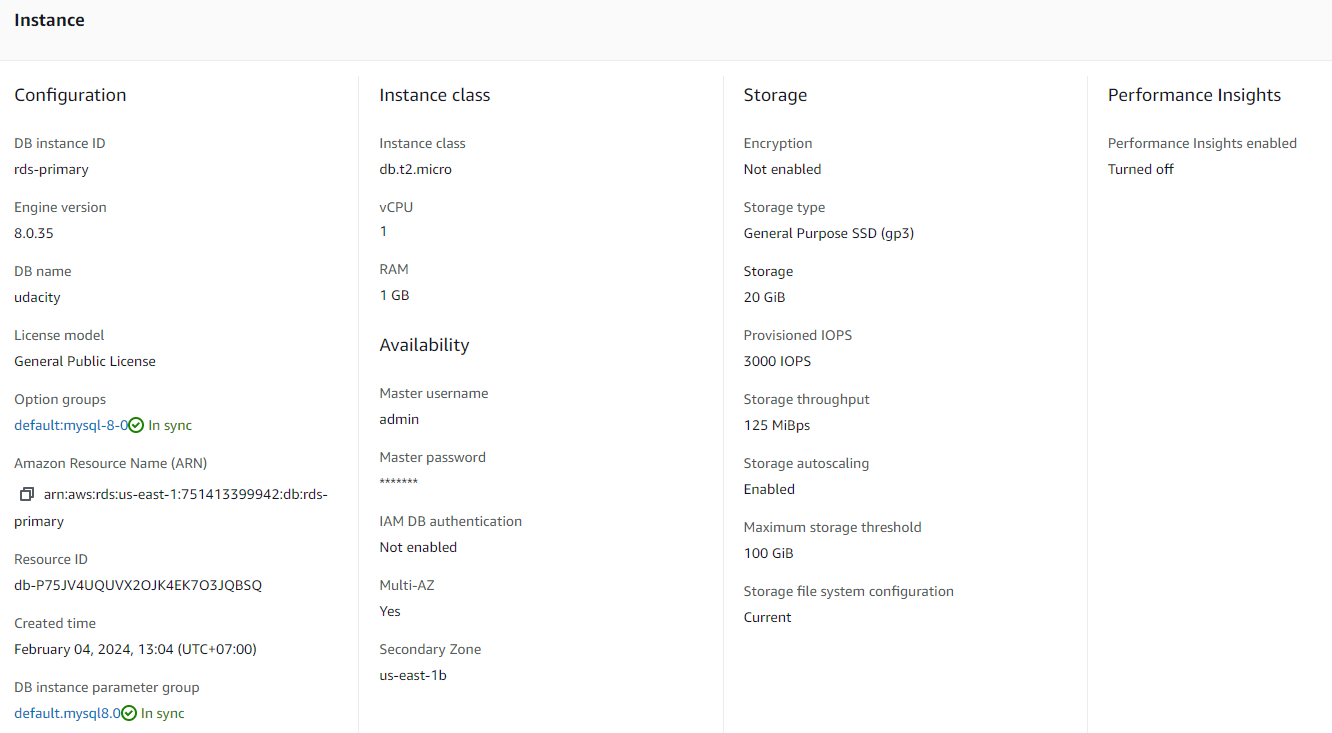 Instance
Configuration
DB instance ID
rds-primary
Engine version
8.0.35
DB name
udacity
License model
General Public License
Option groups
default:mysql-8-0 In sync
Amazon Resource Name (ARN)
arn:aws:rds:us-east-1:751413399942:db:rds-
primary
Resource ID
db-P75JV4UQUVX2OJK4EK7O3JQBSQ
Created time
February 04, 2024, 13:04 (UTC+07:00)
DB instance parameter group
default.mysql8.0 In sync
Instance class
Instance class
db.t2.micro
vCPU
1
RAM
1 GB
Availability
Master username
admin
Master password
*******
IAM DB authentication
Not enabled
Multi-AZ
Yes
Secondary Zone
us-east-1b
Storage
Encryption
Not enabled
Storage type
General Purpose SSD (gp3)
Storage
20 GiB
Provisioned IOPS
3000 IOPS
Storage throughput
125 MiBps
Storage autoscaling
Enabled
Maximum storage threshold
100 GiB
Storage file system configuration
Current
Performance Insights
Performance Insights enabled
Turned off